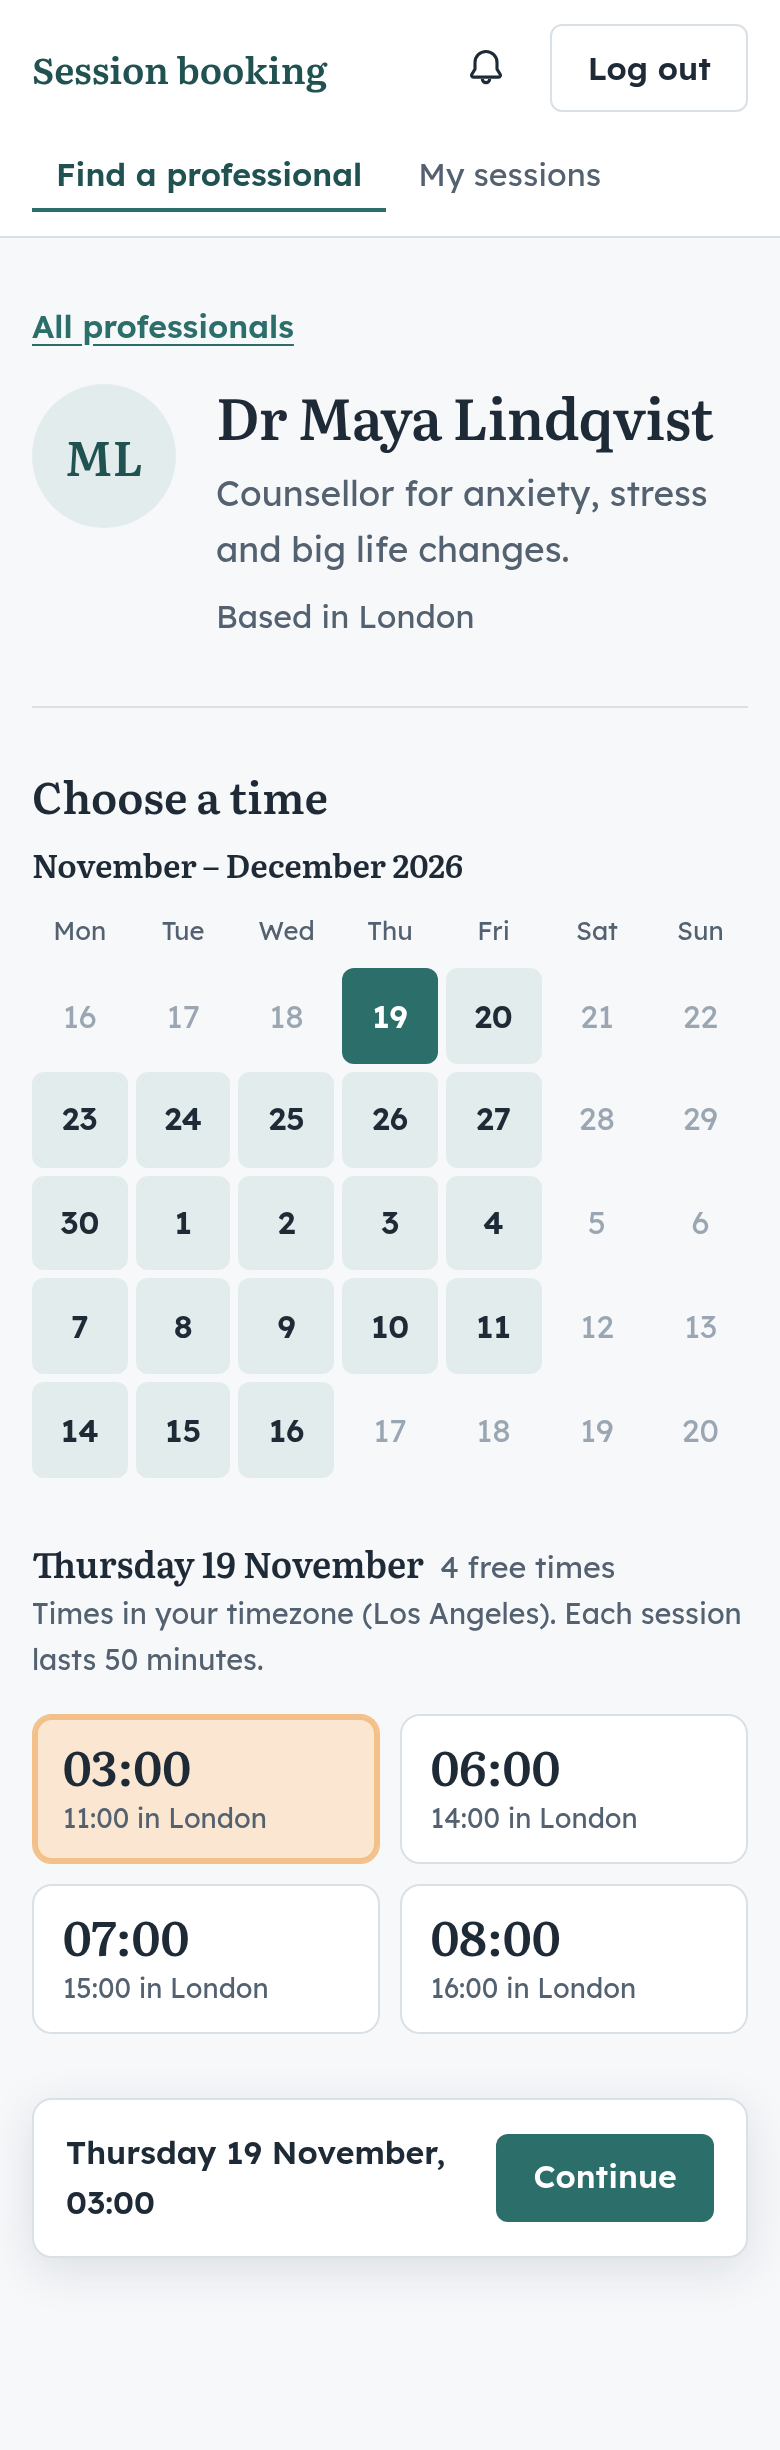 Session booking
Log out
Find a professional
My sessions
All professionals
ML
Dr Maya Lindqvist
Counsellor for anxiety, stress
and big life changes.
Based in London
Choose a time
November – December 2026
Mon Tue Wed Thu Fri Sat Sun
16 17 18 19 20 21 22
23 24 25 26 27 28 29
30 1 2 3 4 5 6
7 8 9 10 11 12 13
14 15 16 17 18 19 20
Thursday 19 November 4 free times
Times in your timezone (Los Angeles). Each session
lasts 50 minutes.
03:00
11:00 in London
06:00
14:00 in London
07:00
15:00 in London
08:00
16:00 in London
Thursday 19 November,
03:00
Continue